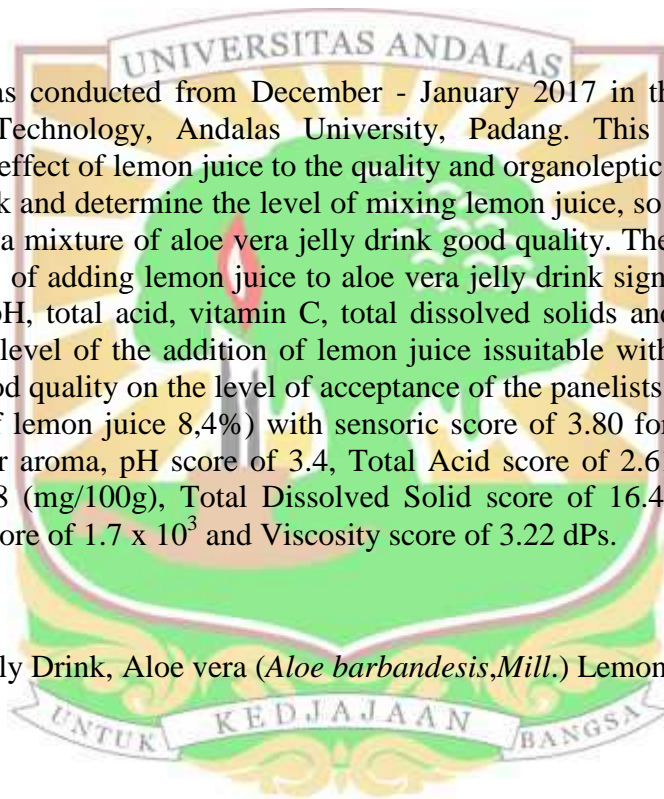 UNIVERSITAS ANDALAS
as conducted from December - January 2017 in th
Technology, Andalas University, Padang. This
effect of lemon juice to the quality and organoleptic
k and determine the level of mixing lemon juice, so
a mixture of aloe vera jelly drink good quality. The
of adding lemon juice to aloe vera jelly drink sign
pH, total acid, vitamin C, total dissolved solids and
level of the addition of lemon juice issuitable with
od quality on the level of acceptance of the panelists
f lemon juice 8,4%) with sensoric score of 3.80 for
r aroma, pH score of 3.4, Total Acid score of 2.6
8 (mg/100g), Total Dissolved Solid score of 16.4
core of 1.7 x 10³ and Viscosity score of 3.22 dPs.
ly Drink, Aloe vera (Aloe barbandesis,Mill.) Lemon
UNTUK KEDJAJAAN BANGSA